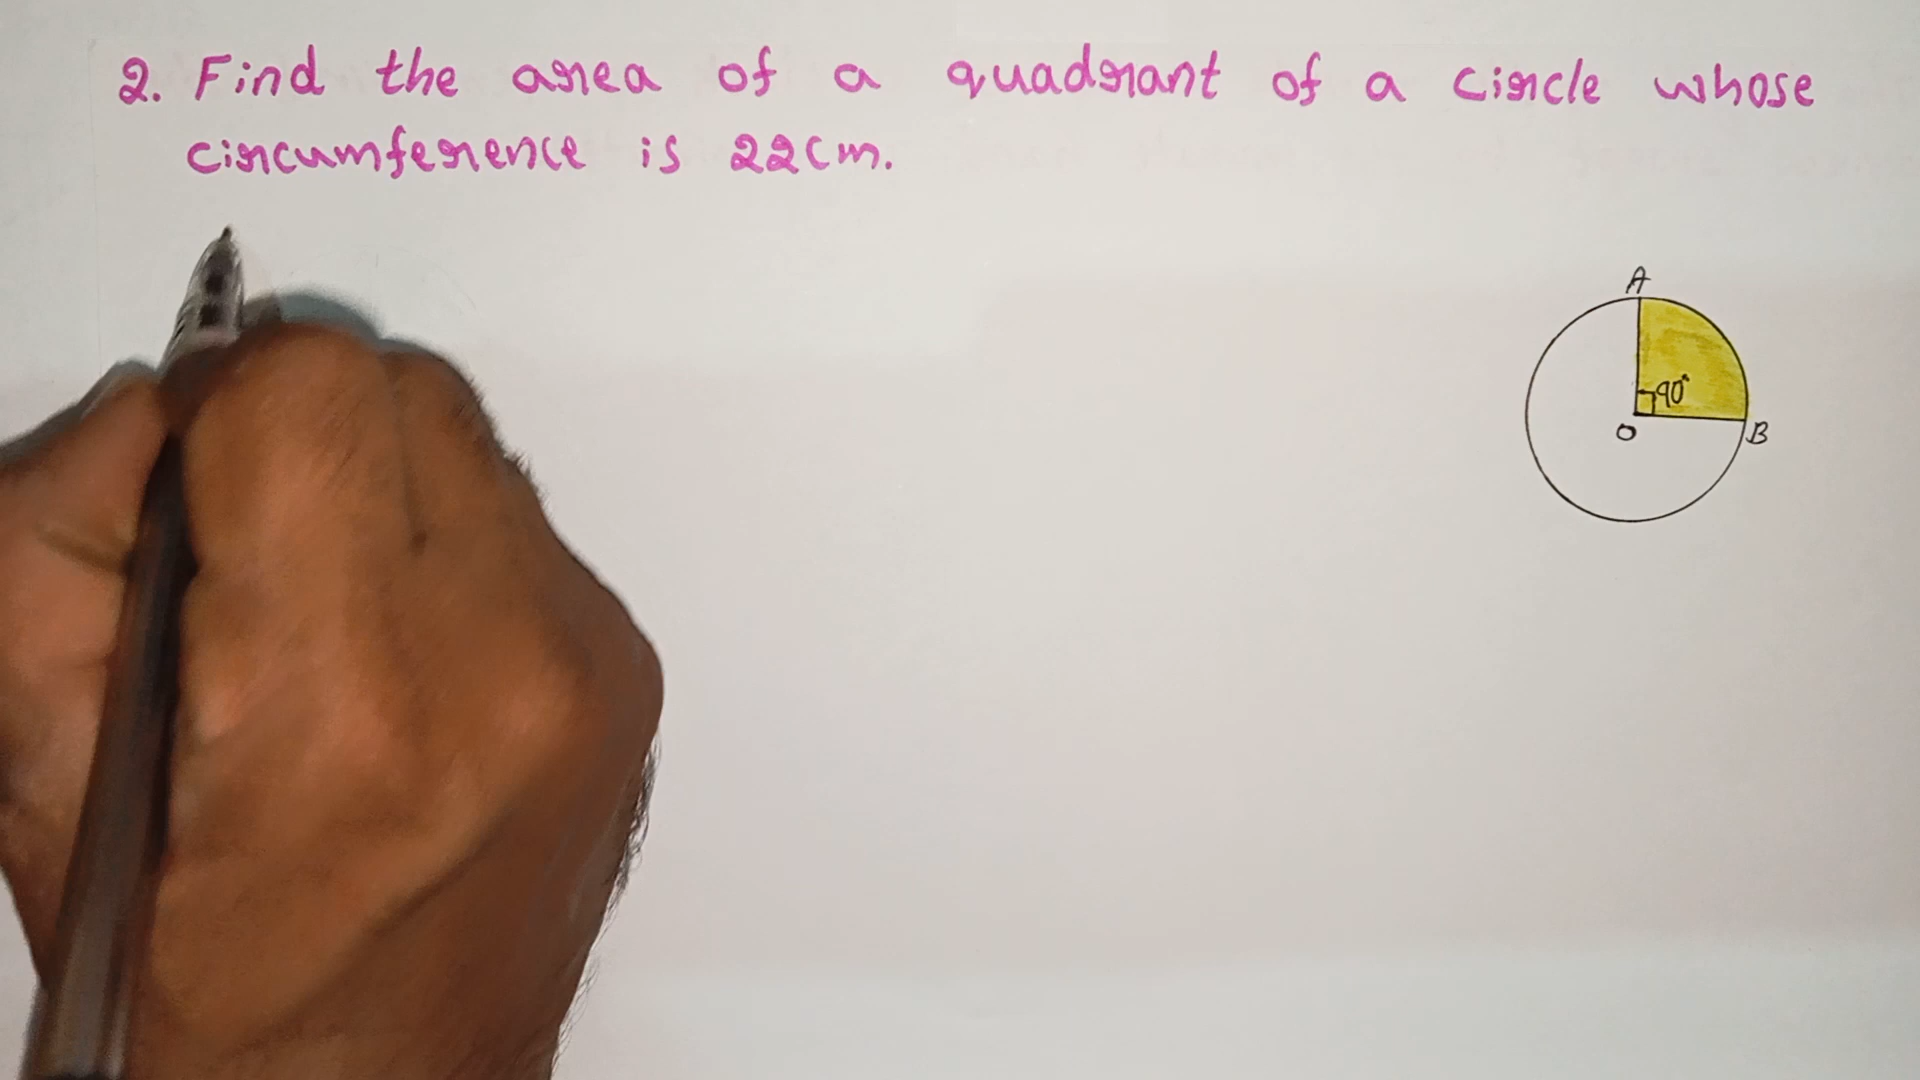 2. Find the area of a quadrant of a circle whose
circumference is 22cm.
A
90°
O
B